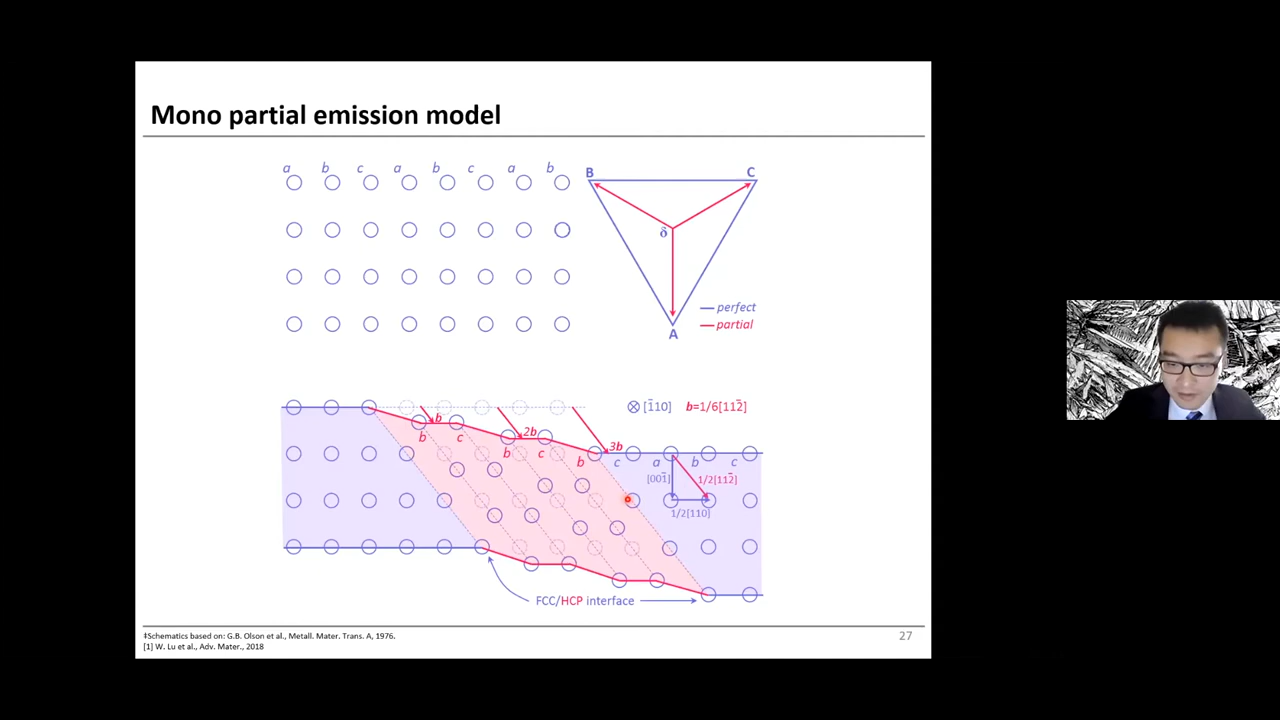 Mono partial emission model
a b c a b c a b
B C
δ
— perfect
— partial
A
⊗ [1̄10] b=1/6[112̄]
b 2b 3b
b c b c b c a b c
[001̄] 1/2[112̄]
1/2[110]
FCC/HCP interface
‡Schematics based on: G.B. Olson et al., Metall. Mater. Trans. A, 1976.
[1] W. Lu et al., Adv. Mater., 2018
27